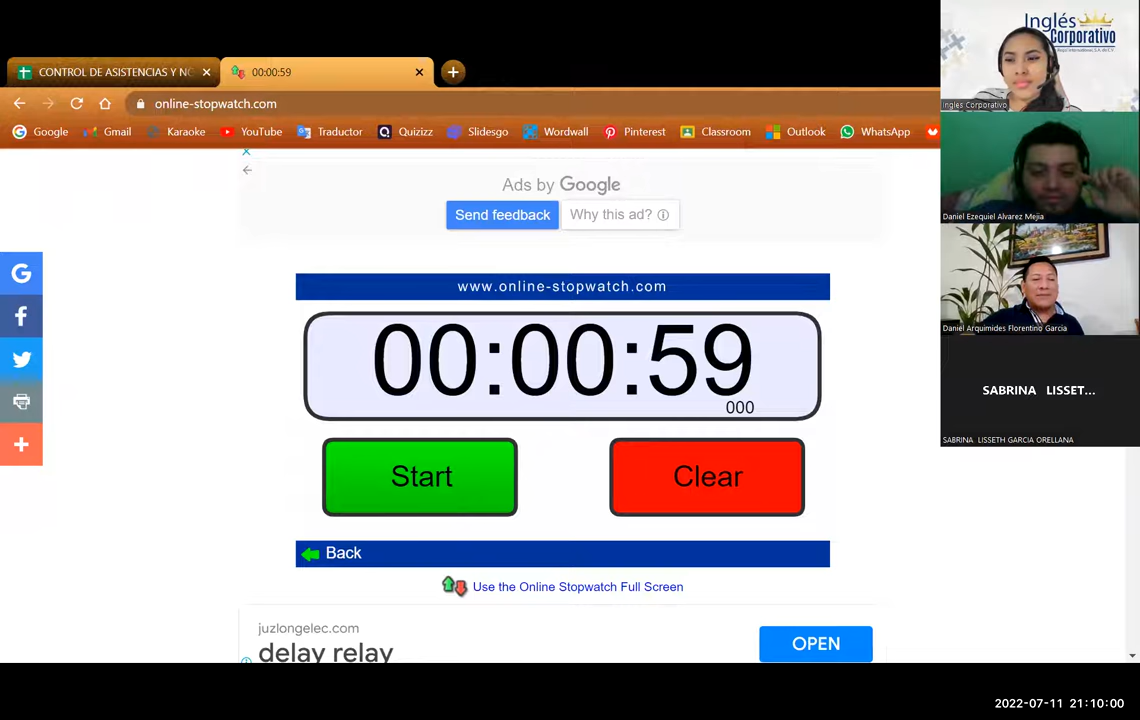 CONTROL DE ASISTENCIAS Y NO
00:00:59
online-stopwatch.com
Google
Gmail
Karaoke
YouTube
Traductor
Quizizz
Slidesgo
Wordwall
Pinterest
Classroom
Outlook
WhatsApp
Ads by Google
Send feedback
Why this ad?
www.online-stopwatch.com
00:00:59
000
Start
Clear
Back
Use the Online Stopwatch Full Screen
juzlongelec.com
delay relay
OPEN
Inglés
Corporativo
Ingles Corporativo
Daniel Ezequiel Alvarez Mejia
Daniel Arquimides Florentino Garcia
SABRINA LISSET...
SABRINA LISSETH GARCIA ORELLANA
2022-07-11 21:10:00